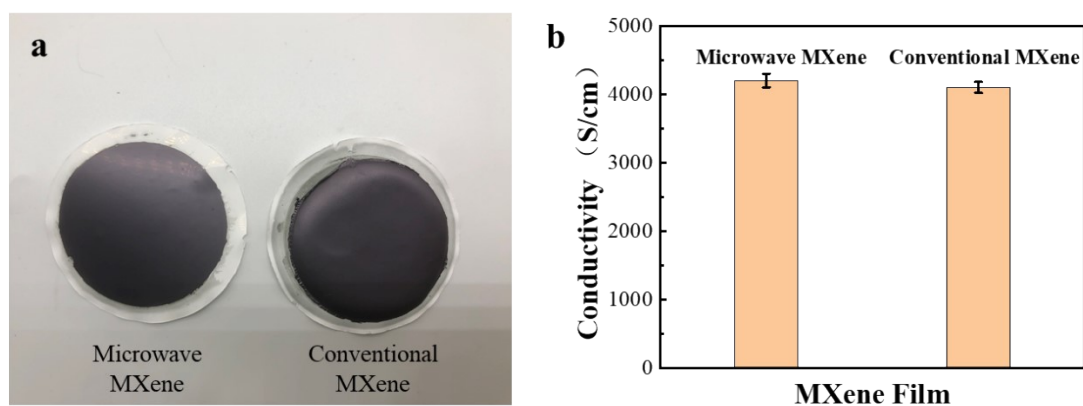 a
Microwave
MXene
Conventional
MXene
b
Conductivity （S/cm）
5000
4000
3000
2000
1000
0
Microwave MXene
Conventional MXene
MXene Film